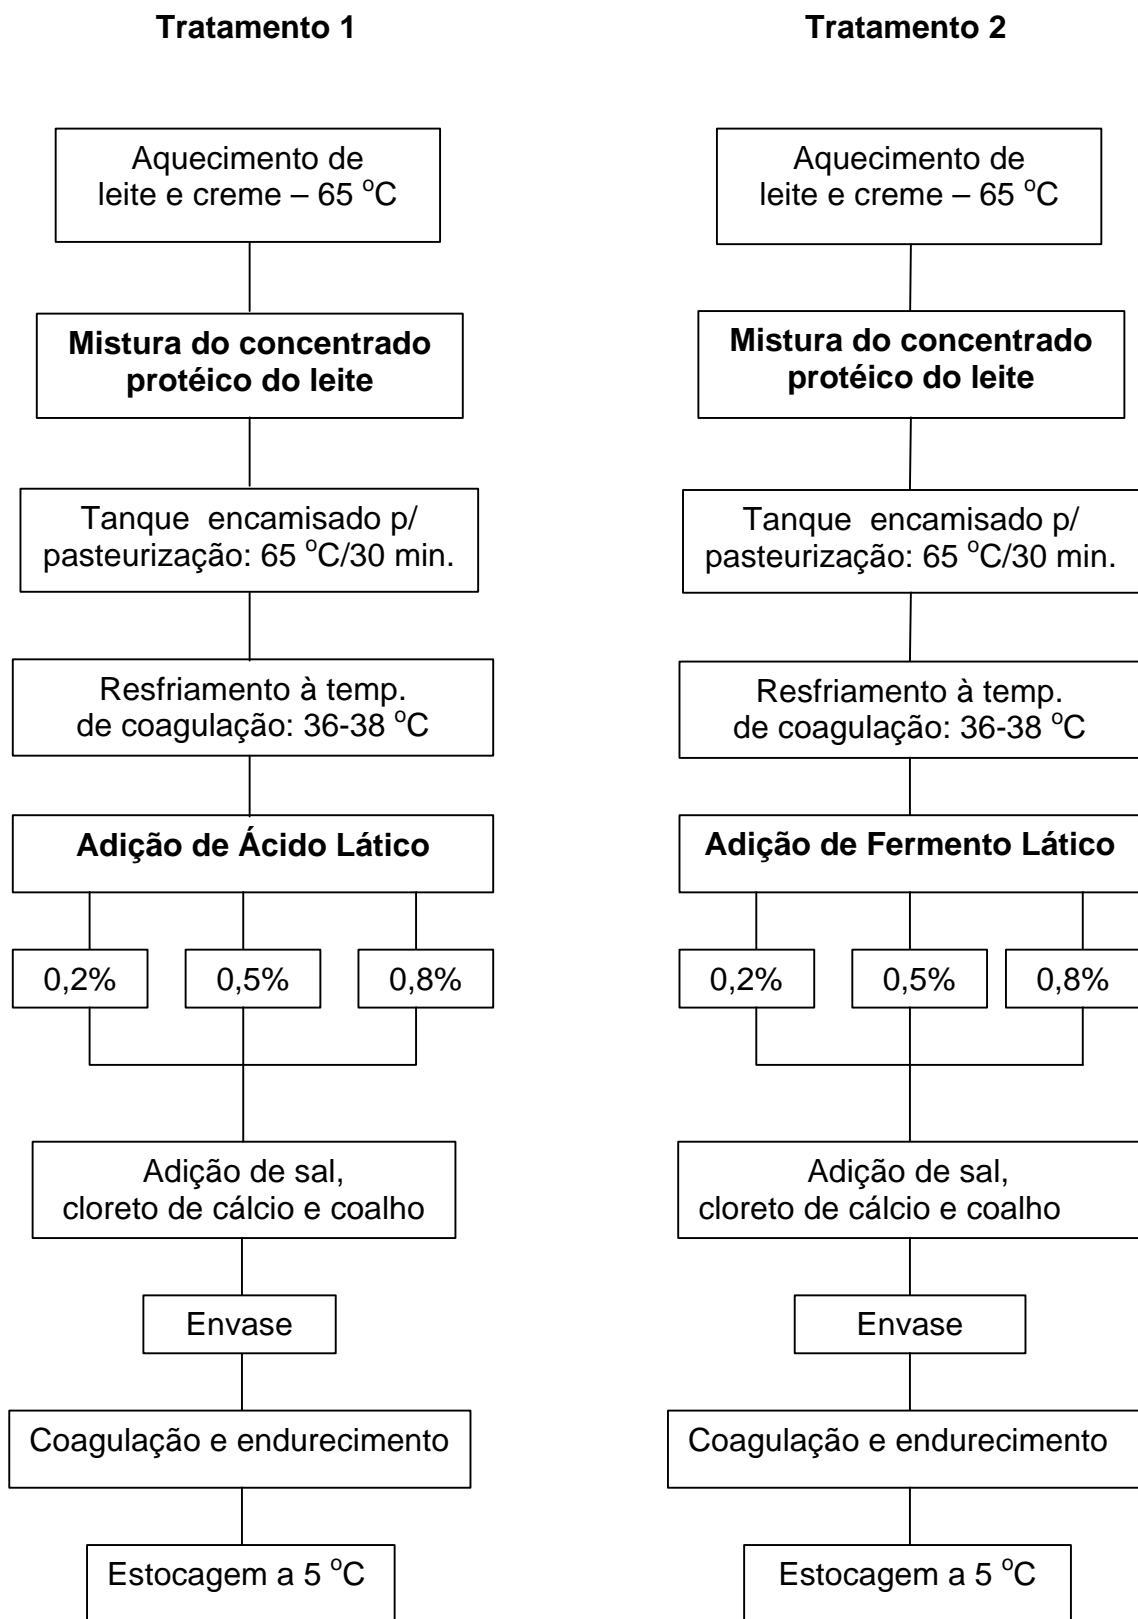 Tratamento 1
Aquecimento de
leite e creme – 65 °C
Mistura do concentrado
protéico do leite
Tanque encamisado p/
pasteurização: 65 °C/30 min.
Resfriamento à temp.
de coagulação: 36-38 °C
Adição de Ácido Lático
0,2% 0,5% 0,8%
Adição de sal,
cloreto de cálcio e coalho
Envase
Coagulação e endurecimento
Estocagem a 5 °C
Tratamento 2
Aquecimento de
leite e creme – 65 °C
Mistura do concentrado
protéico do leite
Tanque encamisado p/
pasteurização: 65 °C/30 min.
Resfriamento à temp.
de coagulação: 36-38 °C
Adição de Fermento Lático
0,2% 0,5% 0,8%
Adição de sal,
cloreto de cálcio e coalho
Envase
Coagulação e endurecimento
Estocagem a 5 °C